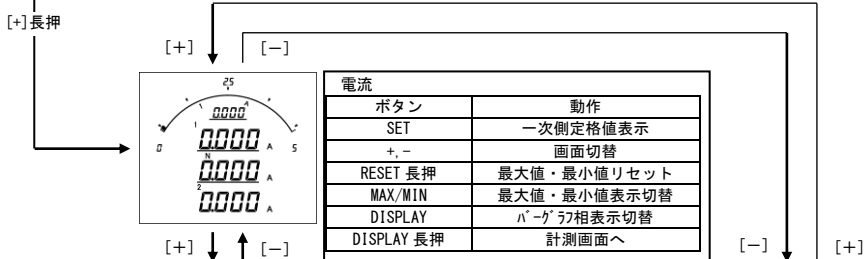 [+]長押
[+] [−]
2.5
0.000 A
0 5
1
0.000 A
N
0.000 A
2
0.000 A
電流
ボタン 動作
SET 一次側定格値表示
+,− 画面切替
RESET 長押 最大値・最小値リセット
MAX/MIN 最大値・最小値表示切替
DISPLAY バーグラフ相表示切替
DISPLAY 長押 計測画面へ
[+] [−] [−] [+]